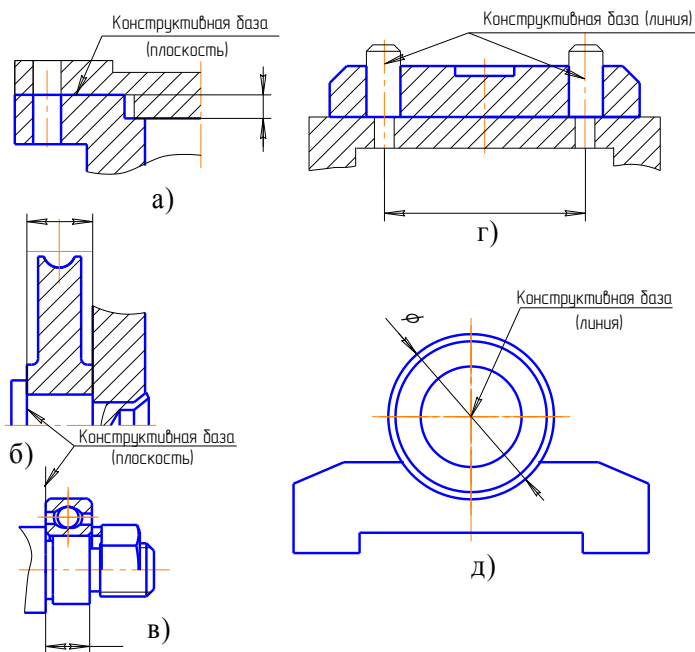 Конструктивная база
(плоскость)
а)
Конструктивная база (линия)
г)
Конструктивная база
(плоскость)
б)
в)
Конструктивная база
(линия)
⌀
д)